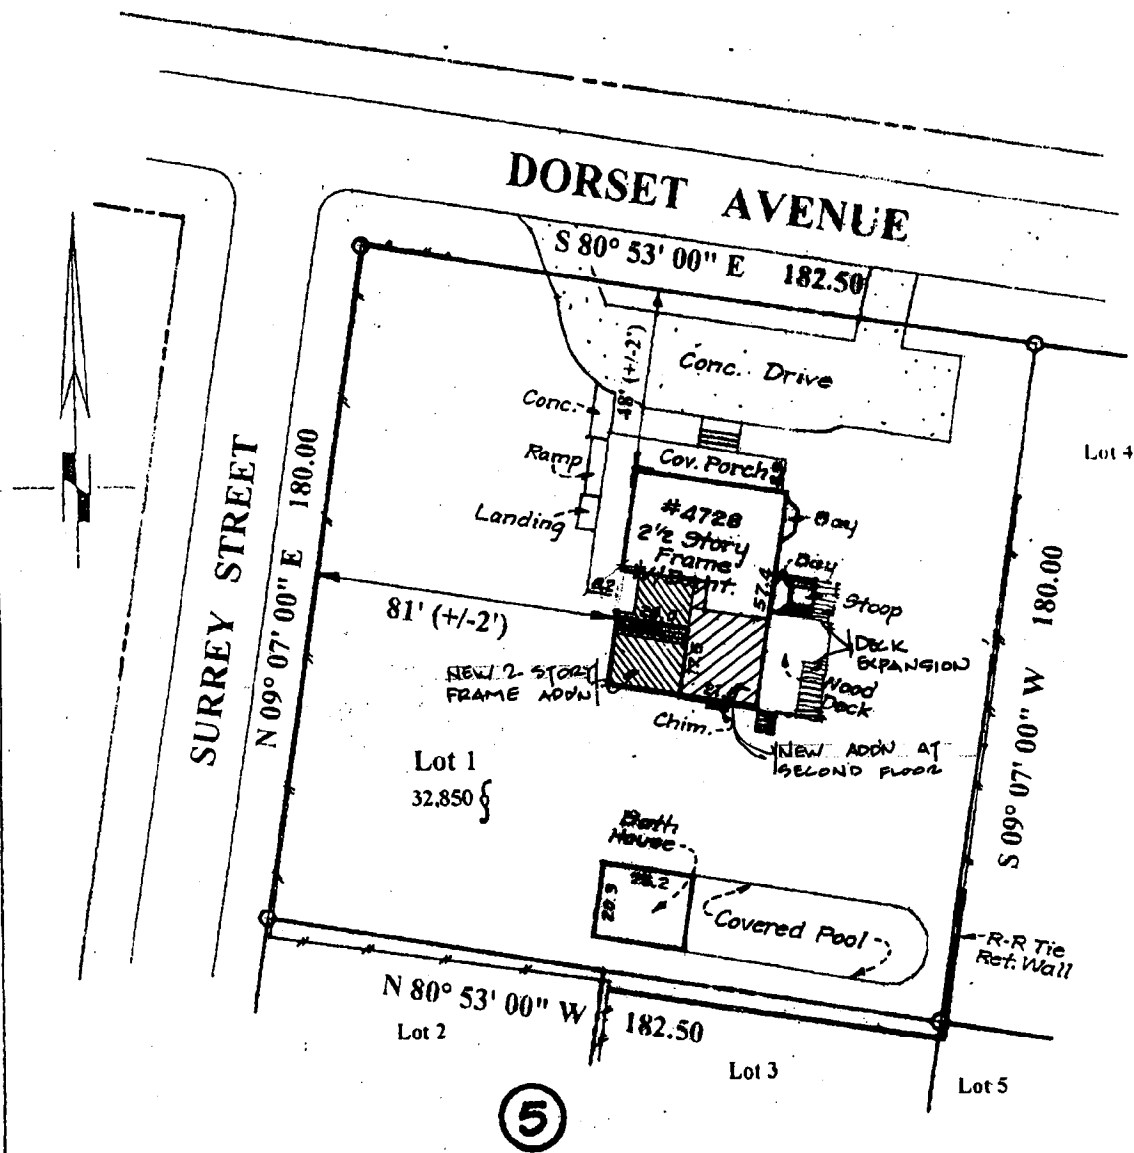 DORSET AVENUE
S 80° 53' 00" E 182.50
Conc. Drive
48' (+/-2')
Conc.
Ramp
Landing
Cov. Porch
Lot 4
#4728
2½ Story
Frame
Bay
Bay
Stoop
57.4
DECK
EXPANSION
Wood
Deck
SURREY STREET
N 09° 07' 00" E 180.00
81' (+/-2')
NEW 2 STORY
FRAME ADD'N
Chim.
NEW ADD'N AT
SECOND FLOOR
S 09° 07' 00" W 180.00
Lot 1
32,850
Bath
House
20.3
Covered Pool
R-R Tie
Ret. Wall
N 80° 53' 00" W 182.50
Lot 2
Lot 3
Lot 5
5